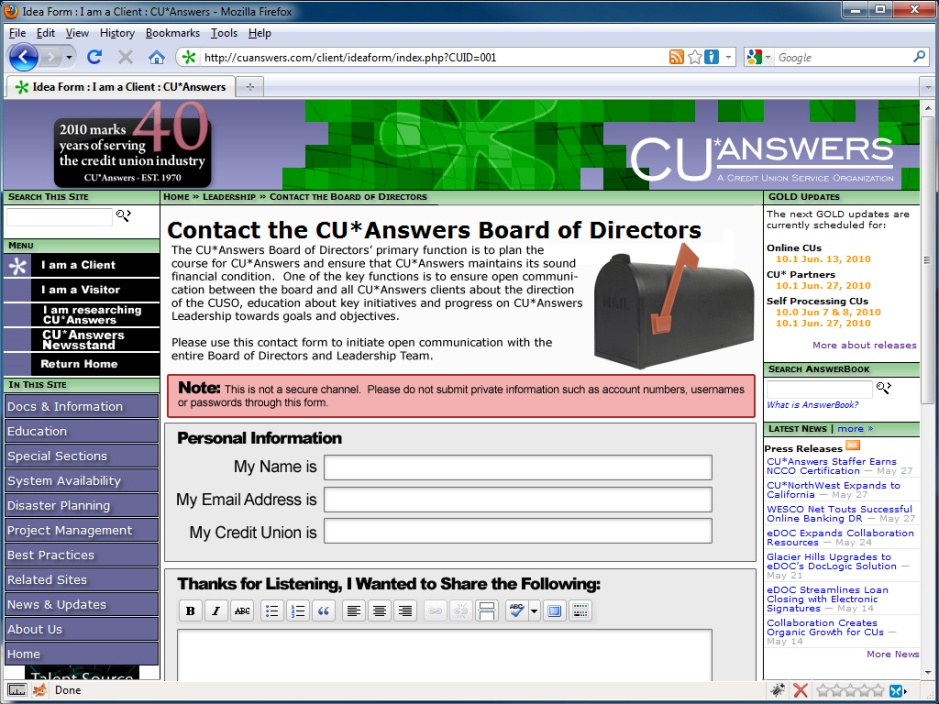 Idea Form : I am a Client : CU*Answers - Mozilla Firefox
File Edit View History Bookmarks Tools Help
http://cuanswers.com/client/ideaform/index.php?CUID=001
Google
Idea Form : I am a Client : CU*Answers
2010 marks 40
years of serving
the credit union industry
CU*Answers - EST. 1970
CU*ANSWERS
A CREDIT UNION SERVICE ORGANIZATION
SEARCH THIS SITE
MENU
I am a Client
I am a Visitor
I am researching
CU*Answers
CU*Answers
Newsstand
Return Home
IN THIS SITE
Docs & Information
Education
Special Sections
System Availability
Disaster Planning
Project Management
Best Practices
Related Sites
News & Updates
About Us
Home
Talent Source
HOME » LEADERSHIP » CONTACT THE BOARD OF DIRECTORS
Contact the CU*Answers Board of Directors
The CU*Answers Board of Directors' primary function is to plan the
course for CU*Answers and ensure that CU*Answers maintains its sound
financial condition. One of the key functions is to ensure open communi-
cation between the board and all CU*Answers clients about the direction
of the CUSO, education about key initiatives and progress on CU*Answers
Leadership towards goals and objectives.
Please use this contact form to initiate open communication with the
entire Board of Directors and Leadership Team.
MAIL
Note: This is not a secure channel. Please do not submit private information such as account numbers, usernames
or passwords through this form.
Personal Information
My Name is
My Email Address is
My Credit Union is
Thanks for Listening, I Wanted to Share the Following:
B I ABC ABC
GOLD UPDATES
The next GOLD updates are
currently scheduled for:
Online CUs
10.1 Jun. 13, 2010
CU* Partners
10.1 Jun. 27, 2010
Self Processing CUs
10.0 Jun 7 & 8, 2010
10.1 Jun. 27, 2010
More about releases
SEARCH ANSWERBOOK
What is AnswerBook?
LATEST NEWS | more »
Press Releases
CU*Answers Staffer Earns
NCCO Certification — May 27
CU*NorthWest Expands to
California — May 27
WESCO Net Touts Successful
Online Banking DR — May 27
eDOC Expands Collaboration
Resources — May 24
Glacier Hills Upgrades to
eDOC's DocLogic Solution —
May 21
eDOC Streamlines Loan
Closing with Electronic
Signatures — May 14
Collaboration Creates
Organic Growth for CUs —
May 14
More News
Done